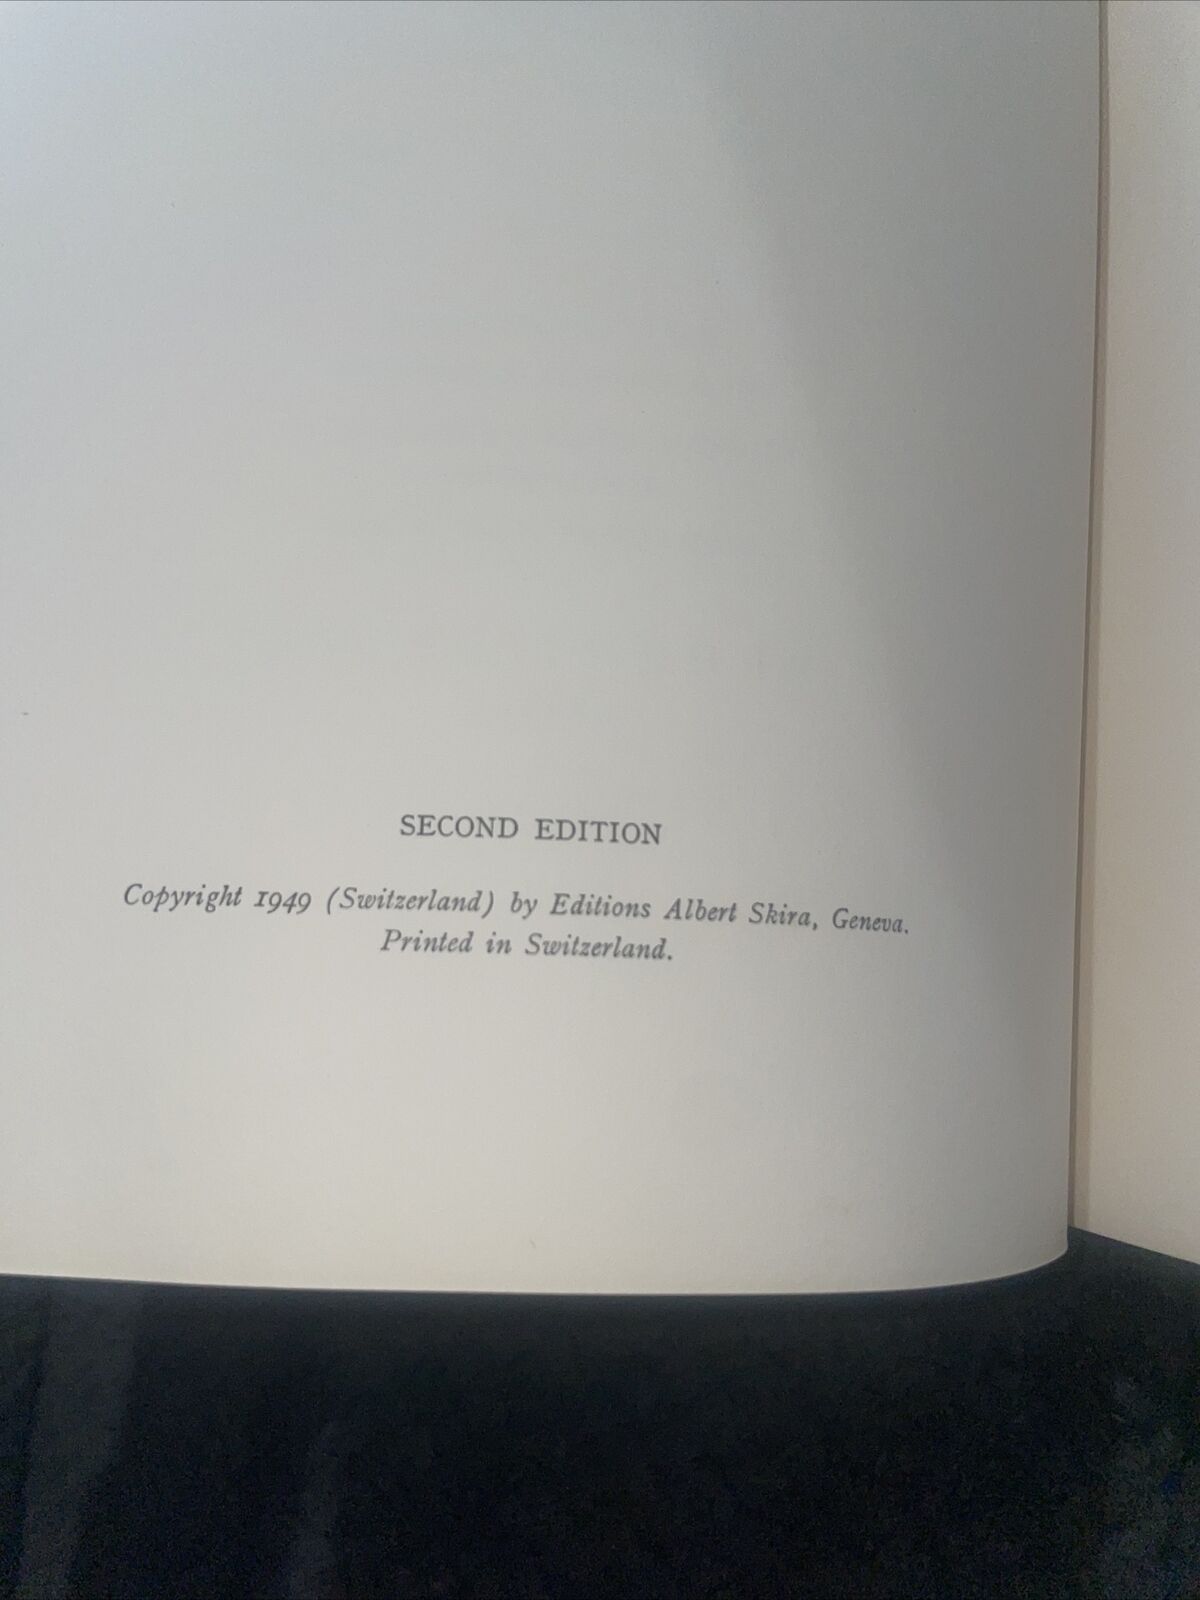 SECOND EDITION
Copyright 1949 (Switzerland) by Editions Albert Skira, Geneva.
Printed in Switzerland.